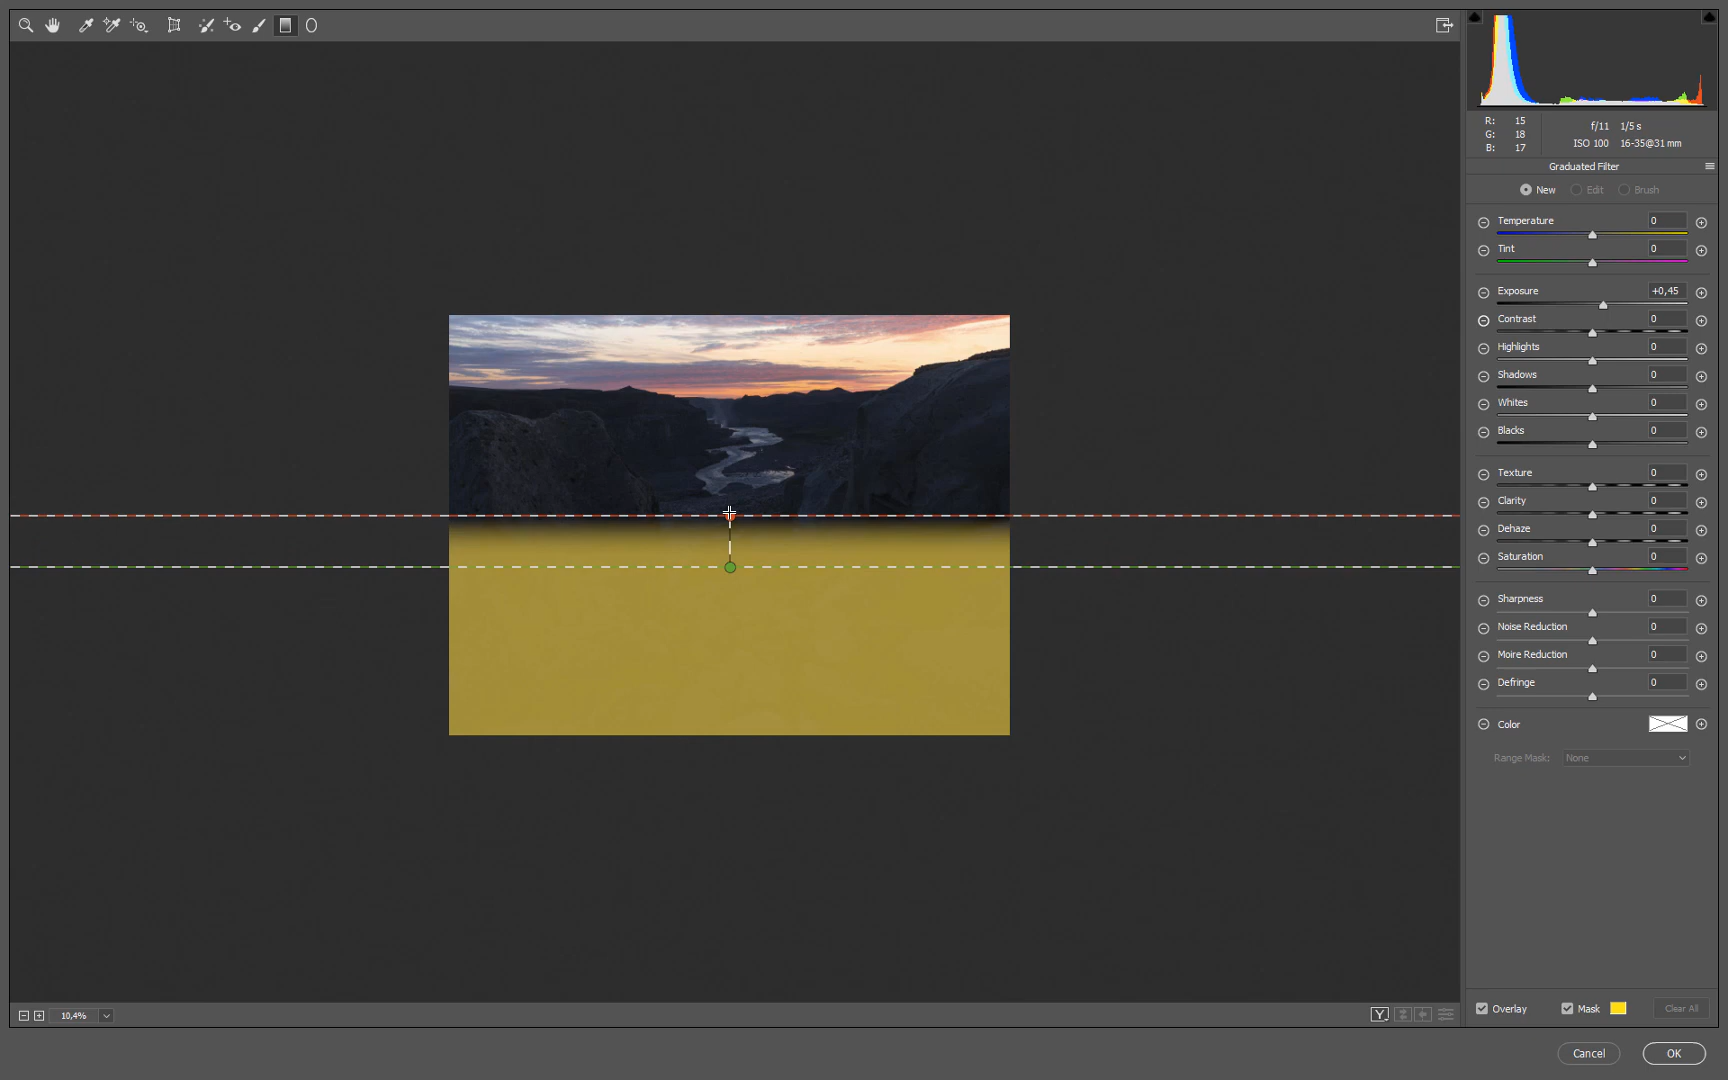 R: 15
G: 18
B: 17
f/11 1/5 s
ISO 100 16-35@31 mm
Graduated Filter
New Edit Brush
Temperature 0
Tint 0
Exposure +0,45
Contrast 0
Highlights 0
Shadows 0
Whites 0
Blacks 0
Texture 0
Clarity 0
Dehaze 0
Saturation 0
Sharpness 0
Noise Reduction 0
Moire Reduction 0
Defringe 0
Color
Range Mask: None
Overlay Mask Clear All
10,4% Y
Cancel OK